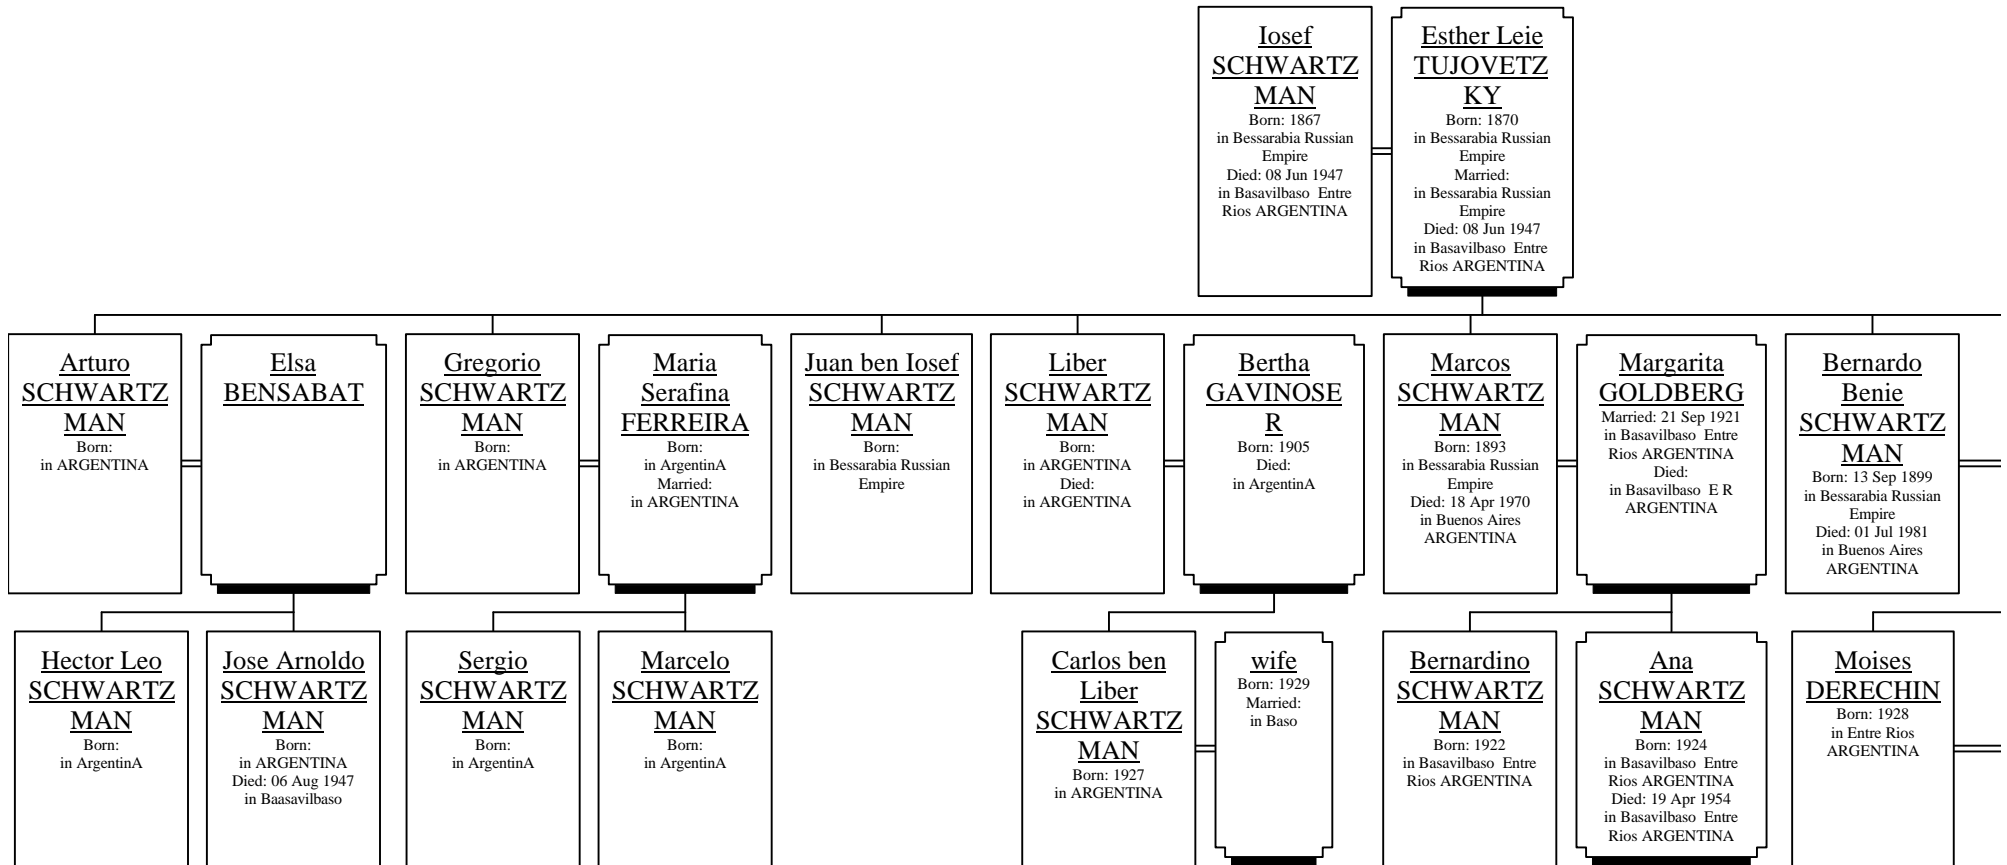 Iosef
SCHWARTZ
MAN
Born: 1867
in Bessarabia Russian
Empire
Died: 08 Jun 1947
in Basavilbaso Entre
Rios ARGENTINA
Esther Leie
TUJOVETZ
KY
Born: 1870
in Bessarabia Russian
Empire
Married:
in Bessarabia Russian
Empire
Died: 08 Jun 1947
in Basavilbaso Entre
Rios ARGENTINA
Arturo
SCHWARTZ
MAN
Born:
in ARGENTINA
Elsa
BENSABAT
Gregorio
SCHWARTZ
MAN
Born:
in ARGENTINA
Maria
Serafina
FERREIRA
Born:
in ArgentinA
Married:
in ARGENTINA
Juan ben Iosef
SCHWARTZ
MAN
Born:
in Bessarabia Russian
Empire
Liber
SCHWARTZ
MAN
Born:
in ARGENTINA
Died:
in ARGENTINA
Bertha
GAVINOSE
R
Born: 1905
Died:
in ArgentinA
Marcos
SCHWARTZ
MAN
Born: 1893
in Bessarabia Russian
Empire
Died: 18 Apr 1970
in Buenos Aires
ARGENTINA
Margarita
GOLDBERG
Married: 21 Sep 1921
in Basavilbaso Entre
Rios ARGENTINA
Died:
in Basavilbaso E R
ARGENTINA
Bernardo
Benie
SCHWARTZ
MAN
Born: 13 Sep 1899
in Bessarabia Russian
Empire
Died: 01 Jul 1981
in Buenos Aires
ARGENTINA
Hector Leo
SCHWARTZ
MAN
Born:
in ArgentinA
Jose Arnoldo
SCHWARTZ
MAN
Born:
in ARGENTINA
Died: 06 Aug 1947
in Baasavilbaso
Sergio
SCHWARTZ
MAN
Born:
in ArgentinA
Marcelo
SCHWARTZ
MAN
Born:
in ArgentinA
Carlos ben
Liber
SCHWARTZ
MAN
Born: 1927
in ARGENTINA
wife
Born: 1929
Married:
in Baso
Bernardino
SCHWARTZ
MAN
Born: 1922
in Basavilbaso Entre
Rios ARGENTINA
Ana
SCHWARTZ
MAN
Born: 1924
in Basavilbaso Entre
Rios ARGENTINA
Died: 19 Apr 1954
in Basavilbaso Entre
Rios ARGENTINA
Moises
DERECHIN
Born: 1928
in Entre Rios
ARGENTINA